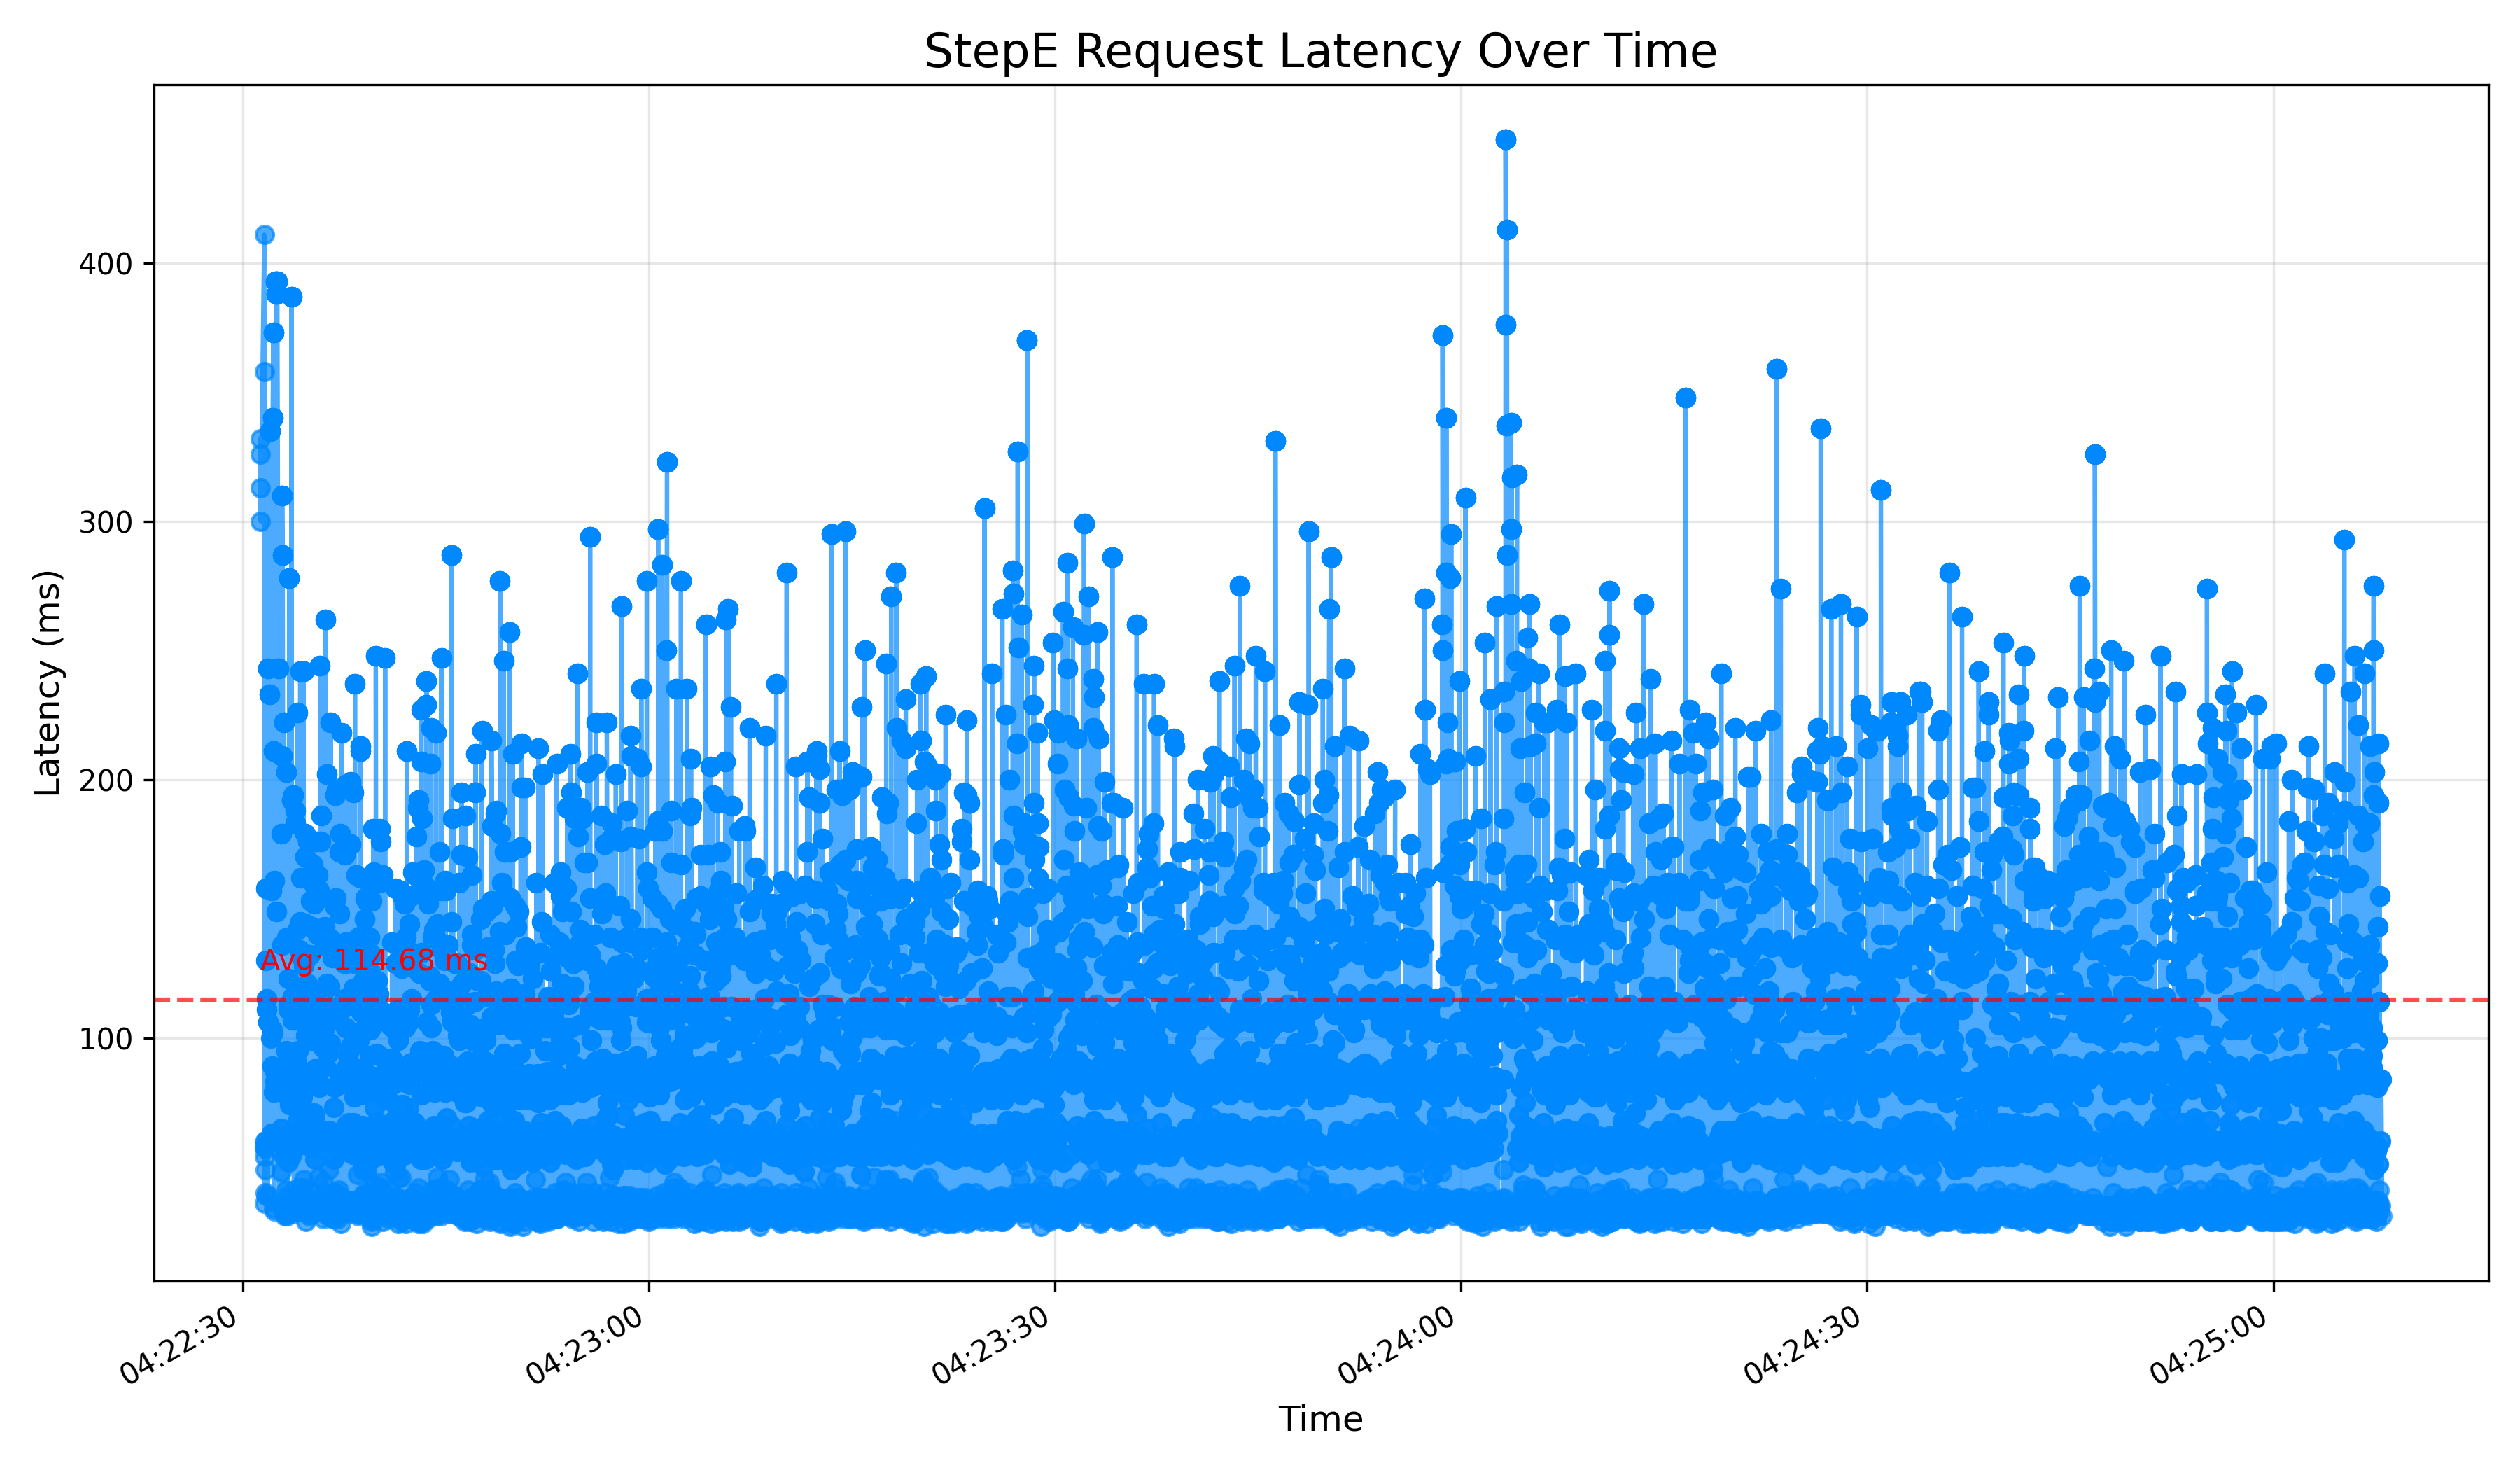 StepE Request Latency Over Time
Latency (ms)
400
300
200
100
Avg: 114.68 ms
04:22:30
04:23:00
04:23:30
04:24:00
04:24:30
04:25:00
Time